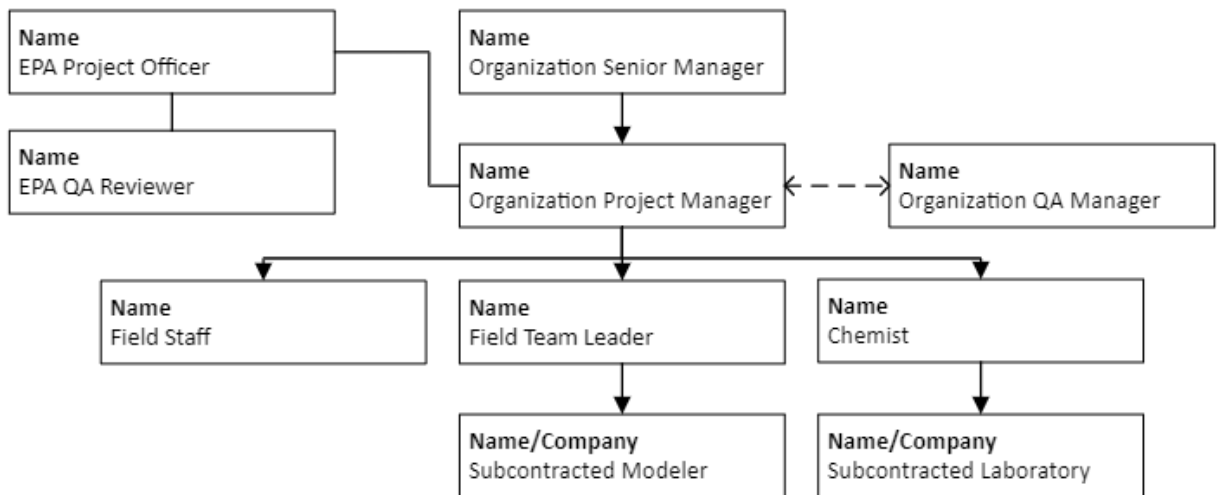 Name
EPA Project Officer
Name
Organization Senior Manager
Name
EPA QA Reviewer
Name
Organization Project Manager
Name
Organization QA Manager
Name
Field Staff
Name
Field Team Leader
Name
Chemist
Name/Company
Subcontracted Modeler
Name/Company
Subcontracted Laboratory